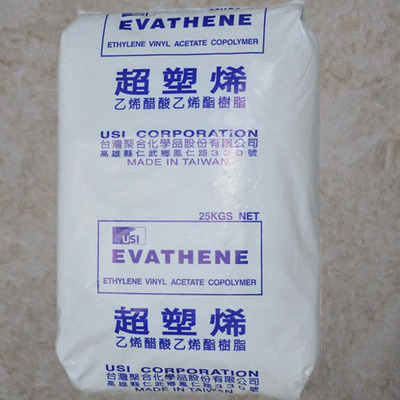 25KGS
USI
EVATHENE
ETHYLENE VINYL ACETATE COPOLYMER
超塑烯
乙烯醋酸乙烯酯樹脂
USI CORPORATION
台灣聚合化學品股份有限公司
高雄縣仁武鄉鳳仁路330號
MADE IN TAIWAN
25KGS NET
USI
EVATHENE
ETHYLENE VINYL ACETATE COPOLYMER
超塑烯
乙烯醋酸乙烯酯樹脂
USI CORPORATION
台灣聚合化學品股份有限公司
高雄縣仁武鄉鳳仁路330號